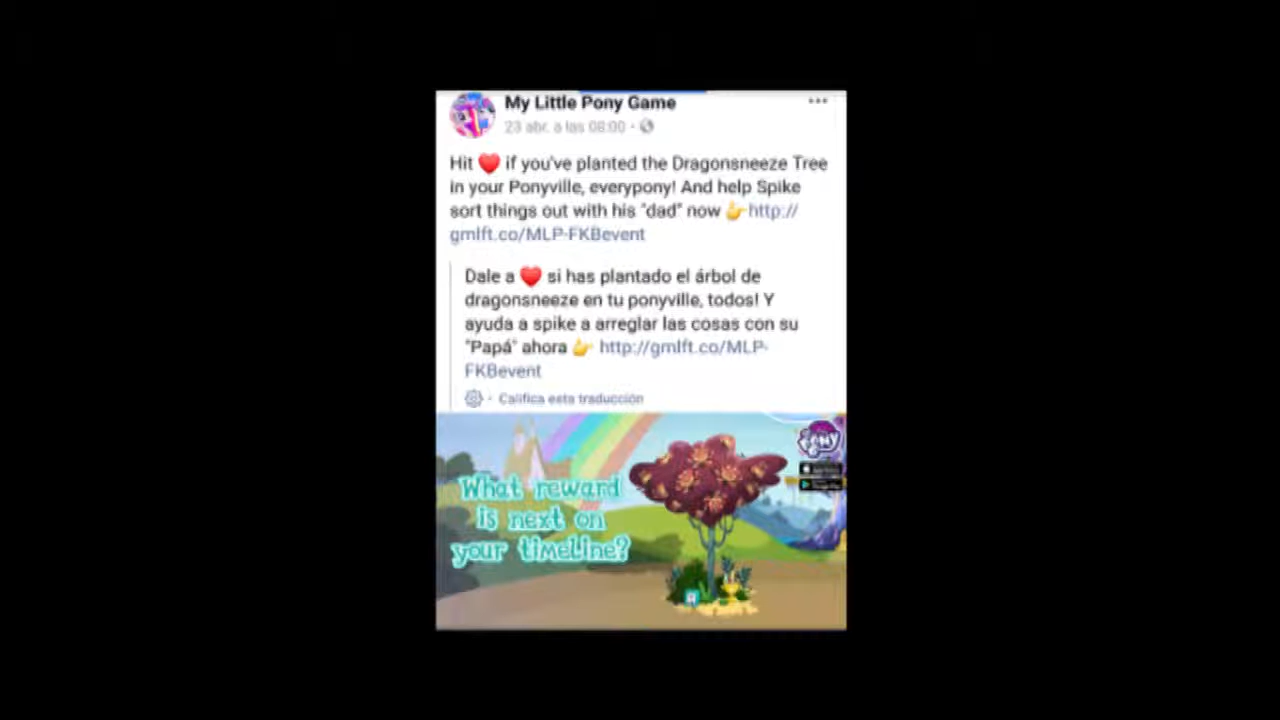 My Little Pony Game
23 abr. a las 08:00 ·
Hit ❤️ if you've planted the Dragonsneeze Tree
in your Ponyville, everypony! And help Spike
sort things out with his "dad" now 👉http://
gmlft.co/MLP-FKBevent
Dale a ❤️ si has plantado el árbol de
dragonsneeze en tu ponyville, todos! Y
ayuda a spike a arreglar las cosas con su
"Papá" ahora 👉 http://gmlft.co/MLP-
FKBevent
· Califica esta traducción
What reward
is next on
your timeline?
PONY